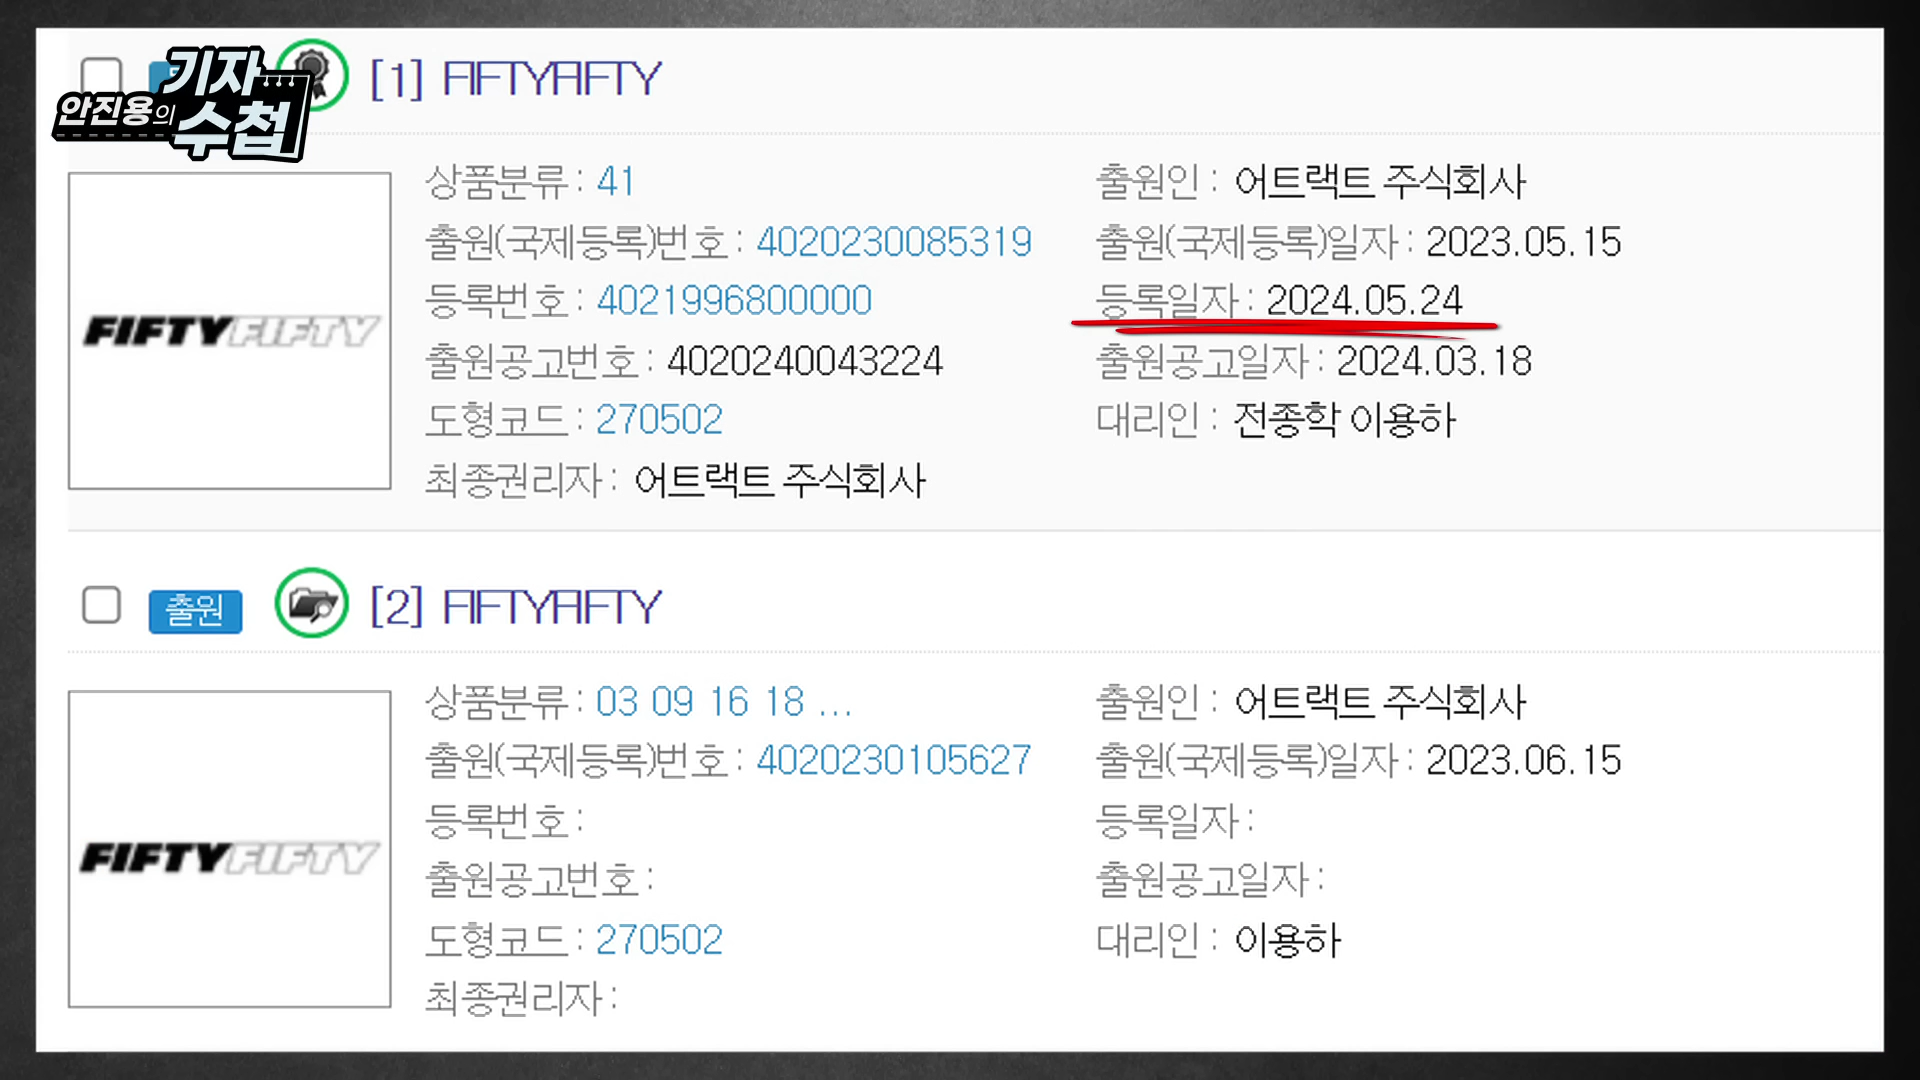 안진용의
기자
수첩
[1] FIFTYFIFTY
FIFTYFIFTY
상품분류 : 41
출원인 : 어트랙트 주식회사
출원(국제등록)번호 : 4020230085319
출원(국제등록)일자 : 2023.05.15
등록번호 : 4021996800000
등록일자 : 2024.05.24
출원공고번호 : 4020240043224
출원공고일자 : 2024.03.18
도형코드 : 270502
대리인 : 전종학 이용하
최종권리자 : 어트랙트 주식회사
출원
[2] FIFTYFIFTY
FIFTYFIFTY
상품분류 : 03 09 16 18 ...
출원인 : 어트랙트 주식회사
출원(국제등록)번호 : 4020230105627
출원(국제등록)일자 : 2023.06.15
등록번호 :
등록일자 :
출원공고번호 :
출원공고일자 :
도형코드 : 270502
대리인 : 이용하
최종권리자 :